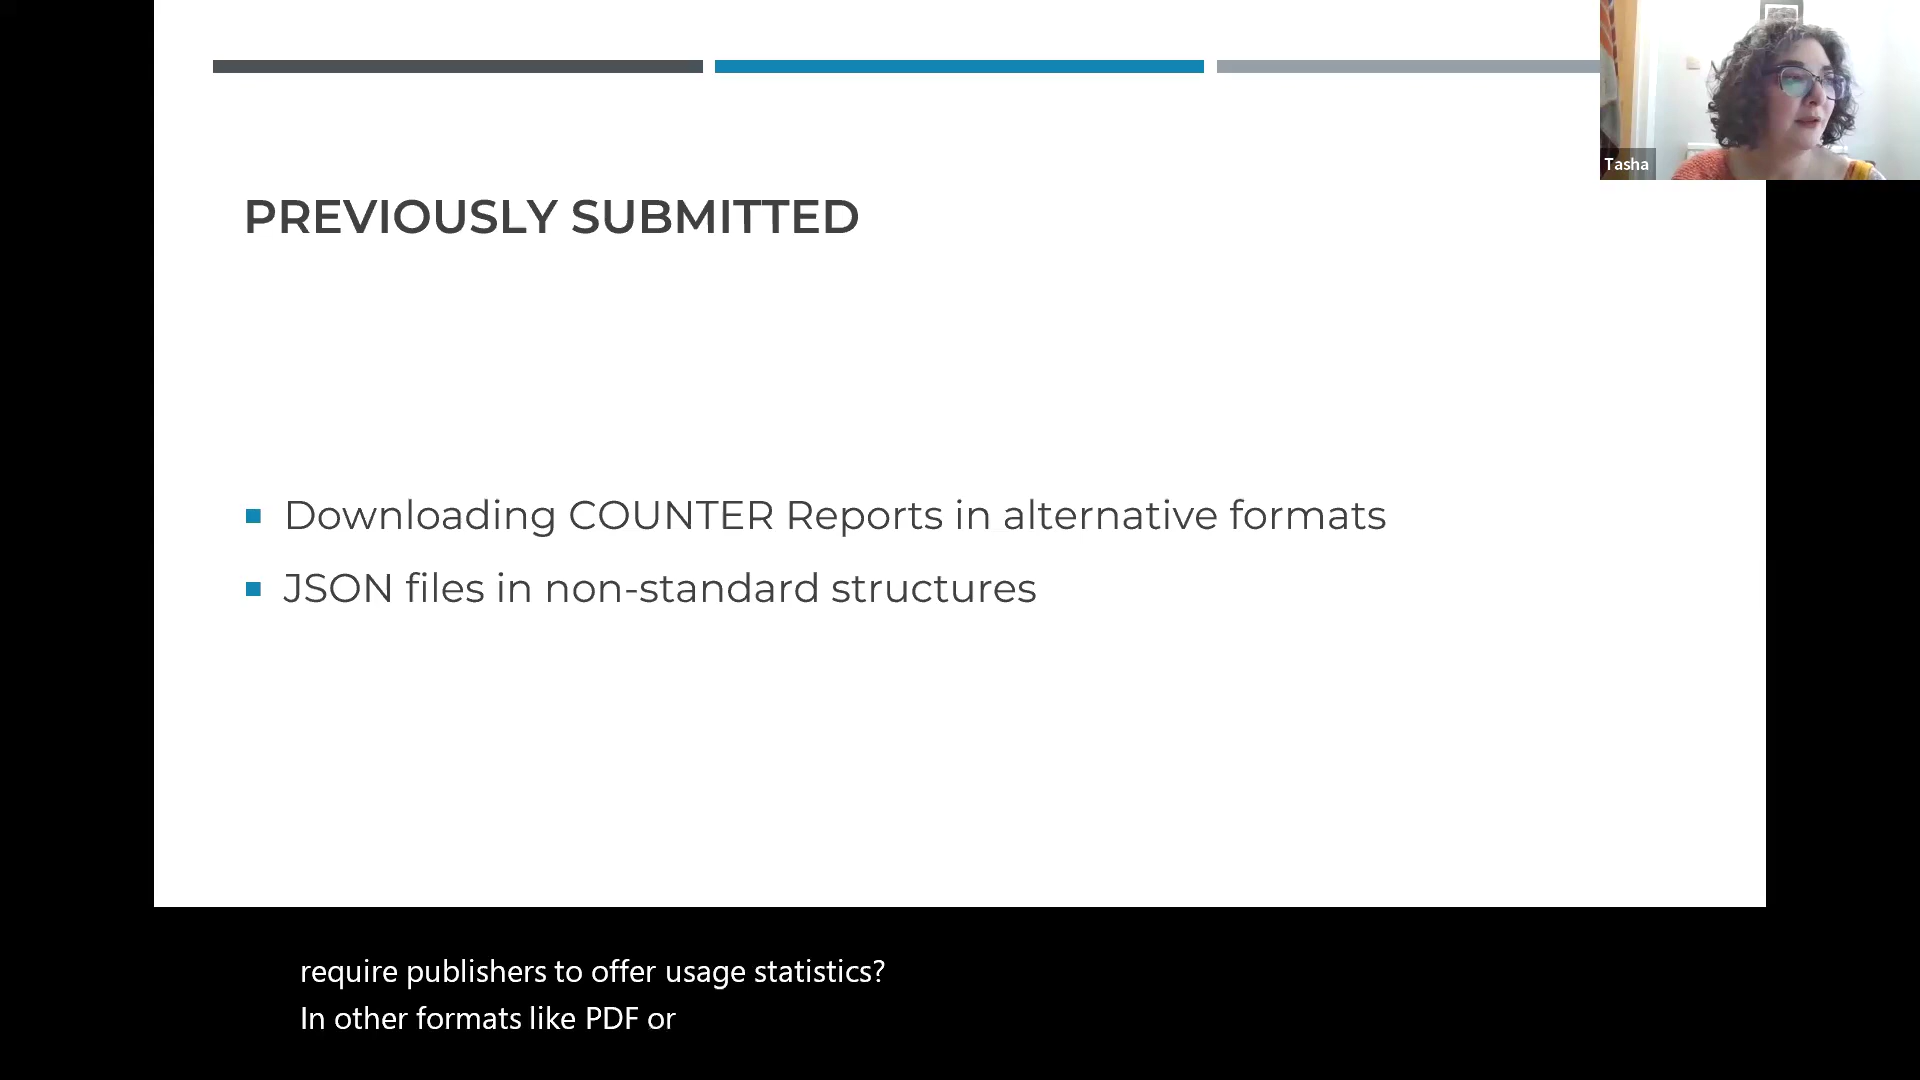 Tasha
PREVIOUSLY SUBMITTED
Downloading COUNTER Reports in alternative formats
JSON files in non-standard structures
require publishers to offer usage statistics?
In other formats like PDF or